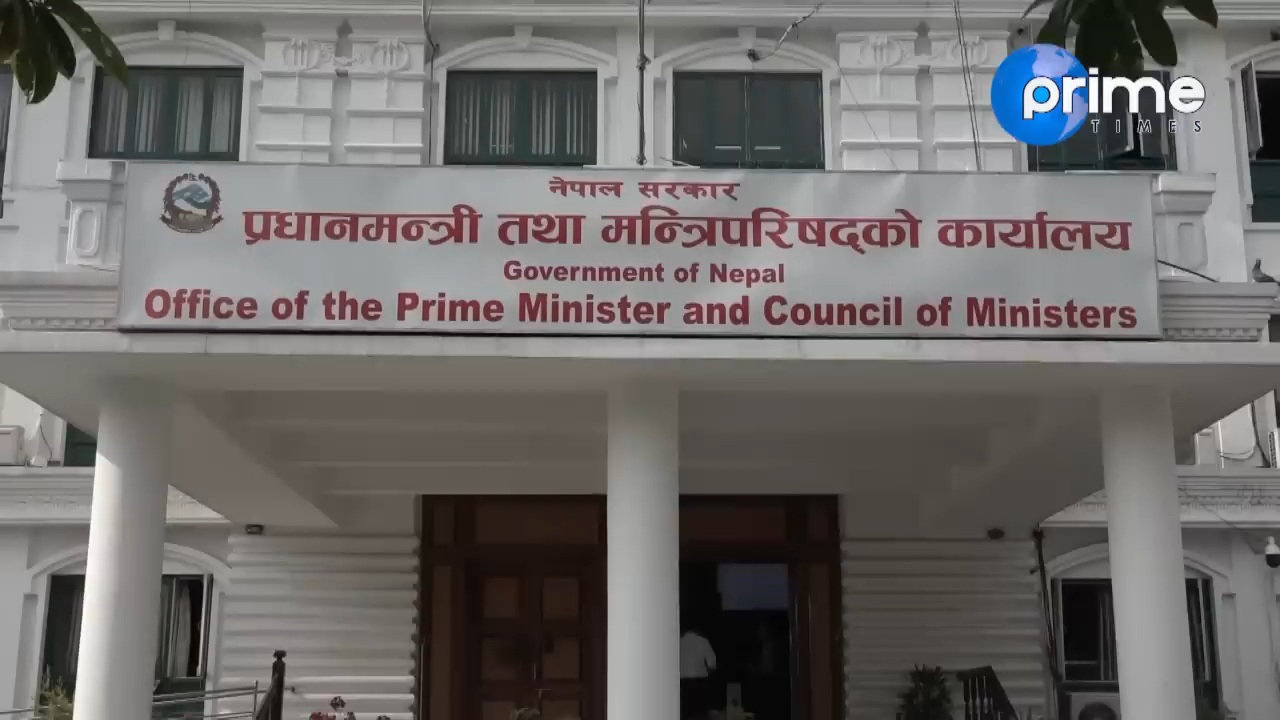 prime
TIMES
नेपाल सरकार
प्रधानमन्त्री तथा मन्त्रिपरिषद्को कार्यालय
Government of Nepal
Office of the Prime Minister and Council of Ministers